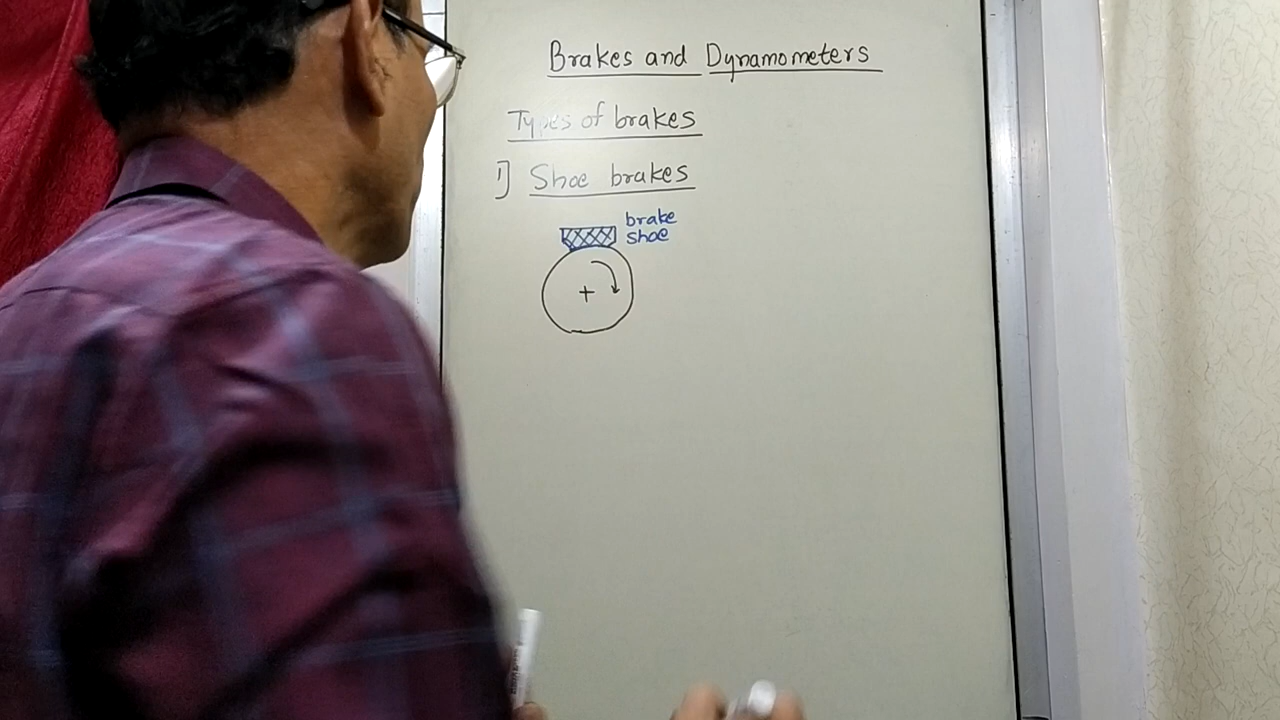 Brakes and Dynamometers
Types of brakes
1] Shoe brakes
brake
shoe